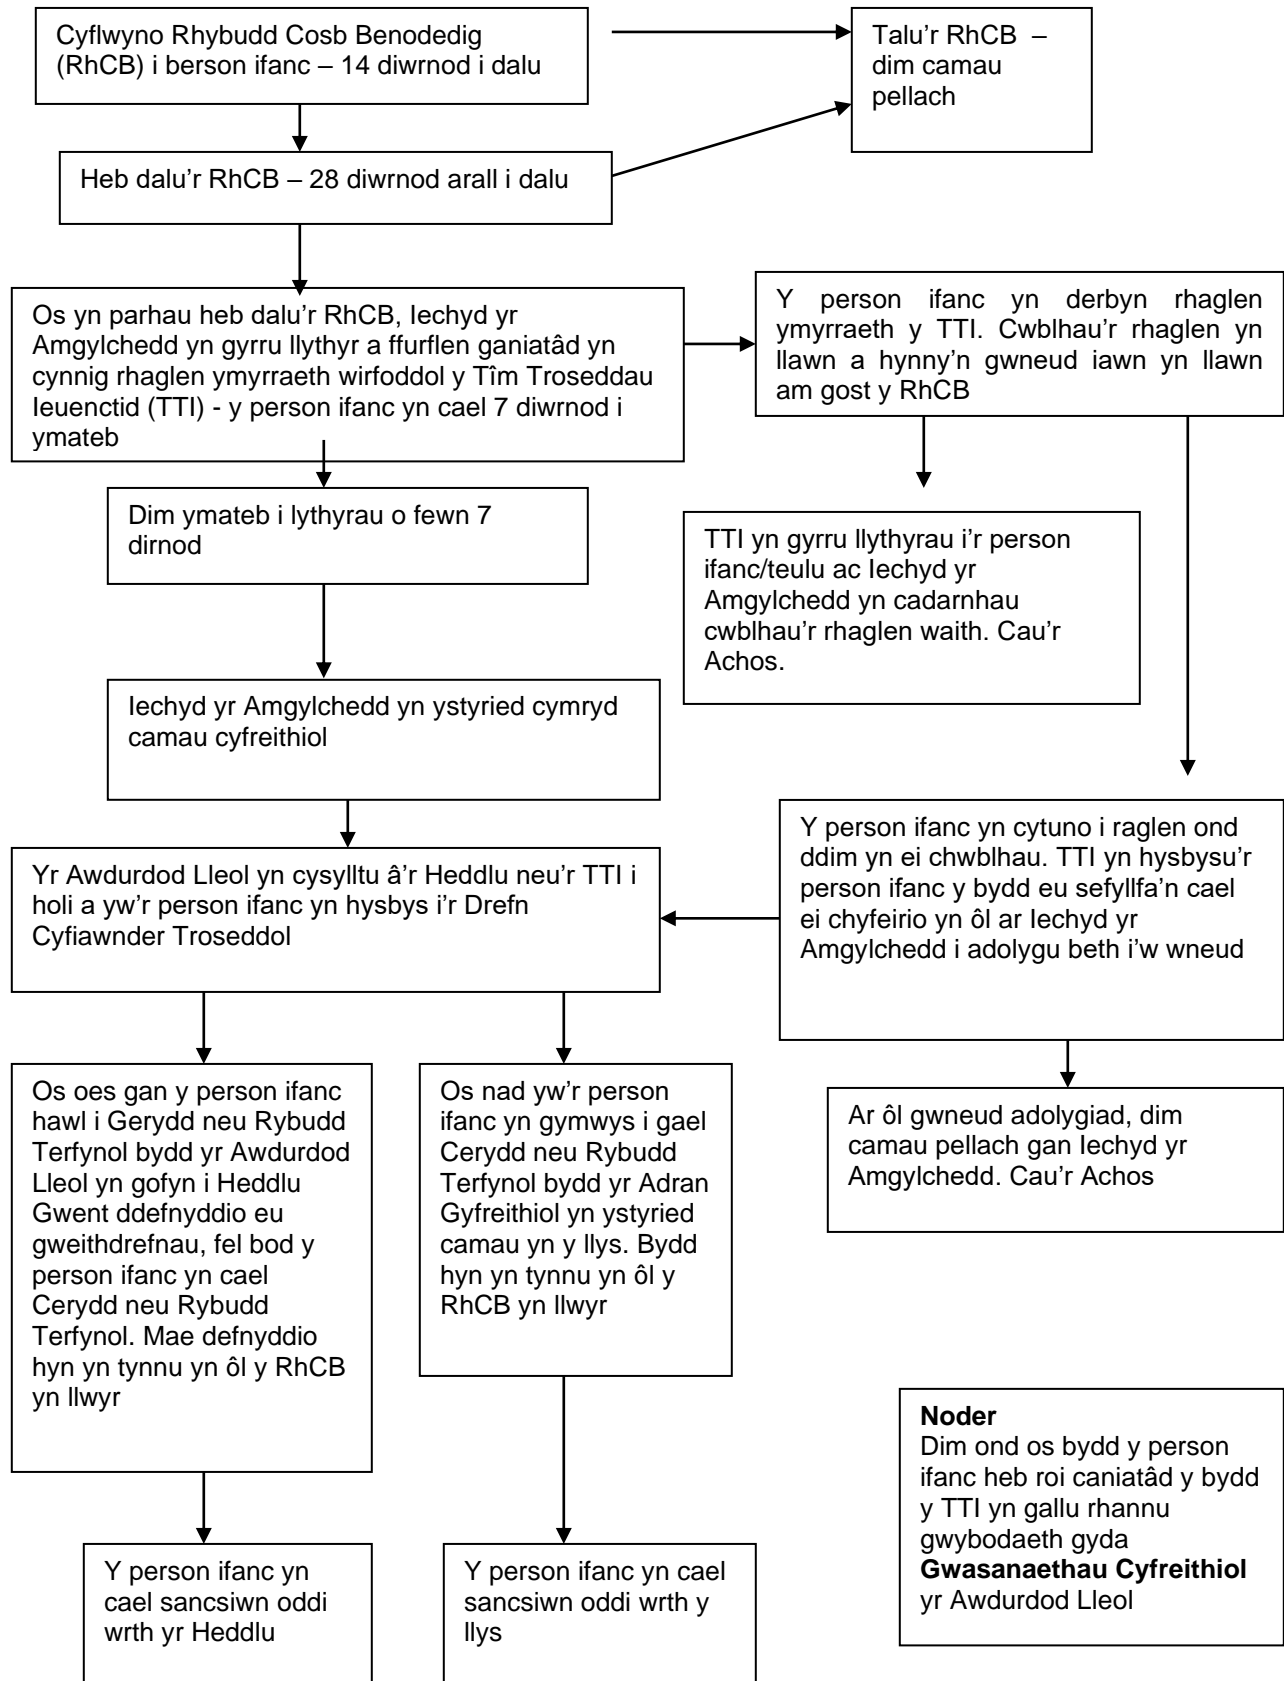 Cyflwyno Rhybudd Cosb Benodedig
(RhCB) i berson ifanc – 14 diwrnod i dalu
Talu'r RhCB –
dim camau
pellach
Heb dalu'r RhCB – 28 diwrnod arall i dalu
Os yn parhau heb dalu’r RhCB, Iechyd yr
Amgylchedd yn gyrru llythyr a ffurflen ganiatâd yn
cynnig rhaglen ymyrraeth wirfoddol y Tîm Troseddau
Ieuenctid (TTI) - y person ifanc yn cael 7 diwrnod i
ymateb
Y person ifanc yn derbyn rhaglen
ymyrraeth y TTI. Cwblhau'r rhaglen yn
llawn a hynny’n gwneud iawn yn llawn
am gost y RhCB
Dim ymateb i lythyrau o fewn 7
dirnod
TTI yn gyrru llythyrau i’r person
ifanc/teulu ac Iechyd yr
Amgylchedd yn cadarnhau
cwblhau’r rhaglen waith. Cau’r
Achos.
Iechyd yr Amgylchedd yn ystyried cymryd
camau cyfreithiol
Y person ifanc yn cytuno i raglen ond
ddim yn ei chwblhau. TTI yn hysbysu’r
person ifanc y bydd eu sefyllfa’n cael
ei chyfeirio yn ôl ar Iechyd yr
Amgylchedd i adolygu beth i’w wneud
Yr Awdurdod Lleol yn cysylltu â’r Heddlu neu’r TTI i
holi a yw’r person ifanc yn hysbys i’r Drefn
Cyfiawnder Troseddol
Os oes gan y person ifanc
hawl i Gerydd neu Rybudd
Terfynol bydd yr Awdurdod
Lleol yn gofyn i Heddlu
Gwent ddefnyddio eu
gweithdrefnau, fel bod y
person ifanc yn cael
Cerydd neu Rybudd
Terfynol. Mae defnyddio
hyn yn tynnu yn ôl y RhCB
yn llwyr
Os nad yw’r person
ifanc yn gymwys i gael
Cerydd neu Rybudd
Terfynol bydd yr Adran
Gyfreithiol yn ystyried
camau yn y llys. Bydd
hyn yn tynnu yn ôl y
RhCB yn llwyr
Ar ôl gwneud adolygiad, dim
camau pellach gan Iechyd yr
Amgylchedd. Cau’r Achos
Noder
Dim ond os bydd y person
ifanc heb roi caniatâd y bydd
y TTI yn gallu rhannu
gwybodaeth gyda
Gwasanaethau Cyfreithiol
yr Awdurdod Lleol
Y person ifanc yn
cael sancsiwn oddi
wrth yr Heddlu
Y person ifanc yn cael
sancsiwn oddi wrth y
llys